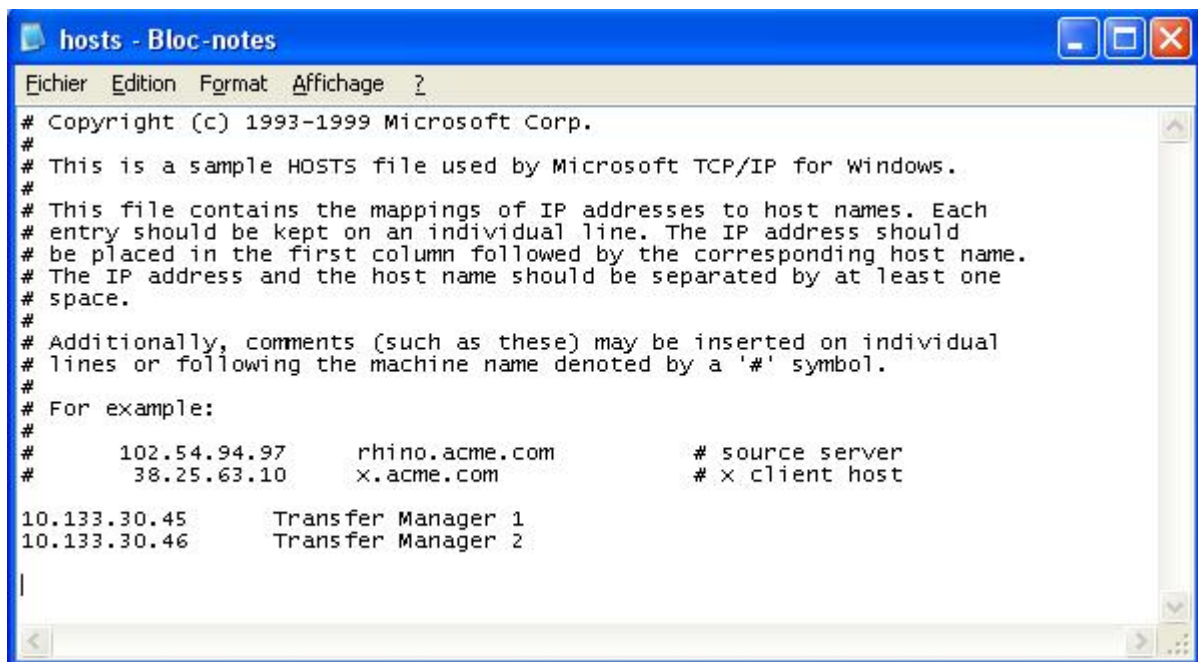 hosts - Bloc-notes
Fichier Edition Format Affichage ?
# Copyright (c) 1993-1999 Microsoft Corp.
#
# This is a sample HOSTS file used by Microsoft TCP/IP for Windows.
#
# This file contains the mappings of IP addresses to host names. Each
# entry should be kept on an individual line. The IP address should
# be placed in the first column followed by the corresponding host name.
# The IP address and the host name should be separated by at least one
# space.
#
# Additionally, comments (such as these) may be inserted on individual
# lines or following the machine name denoted by a '#' symbol.
#
# For example:
#
#      102.54.94.97     rhino.acme.com          # source server
#       38.25.63.10     x.acme.com              # x client host
10.133.30.45      Transfer Manager 1
10.133.30.46      Transfer Manager 2